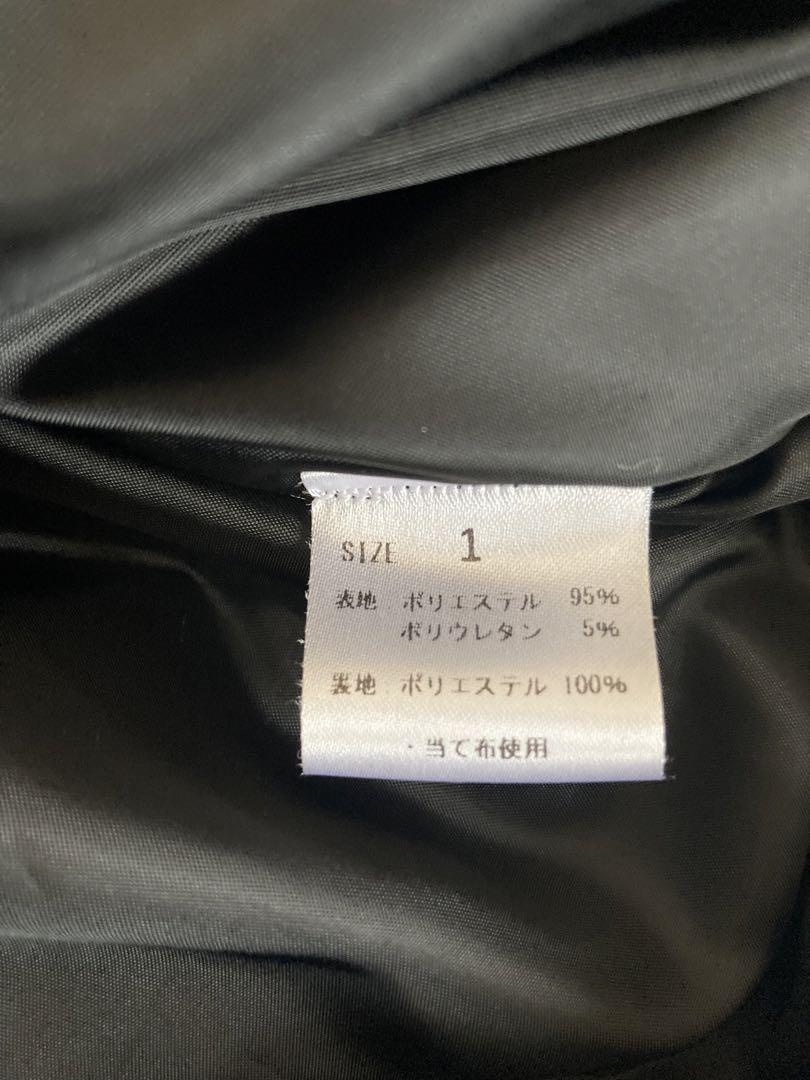 SIZE 1
表地 ポリエステル 95%
ポリウレタン 5%
裏地 ポリエステル 100%
・当て布使用